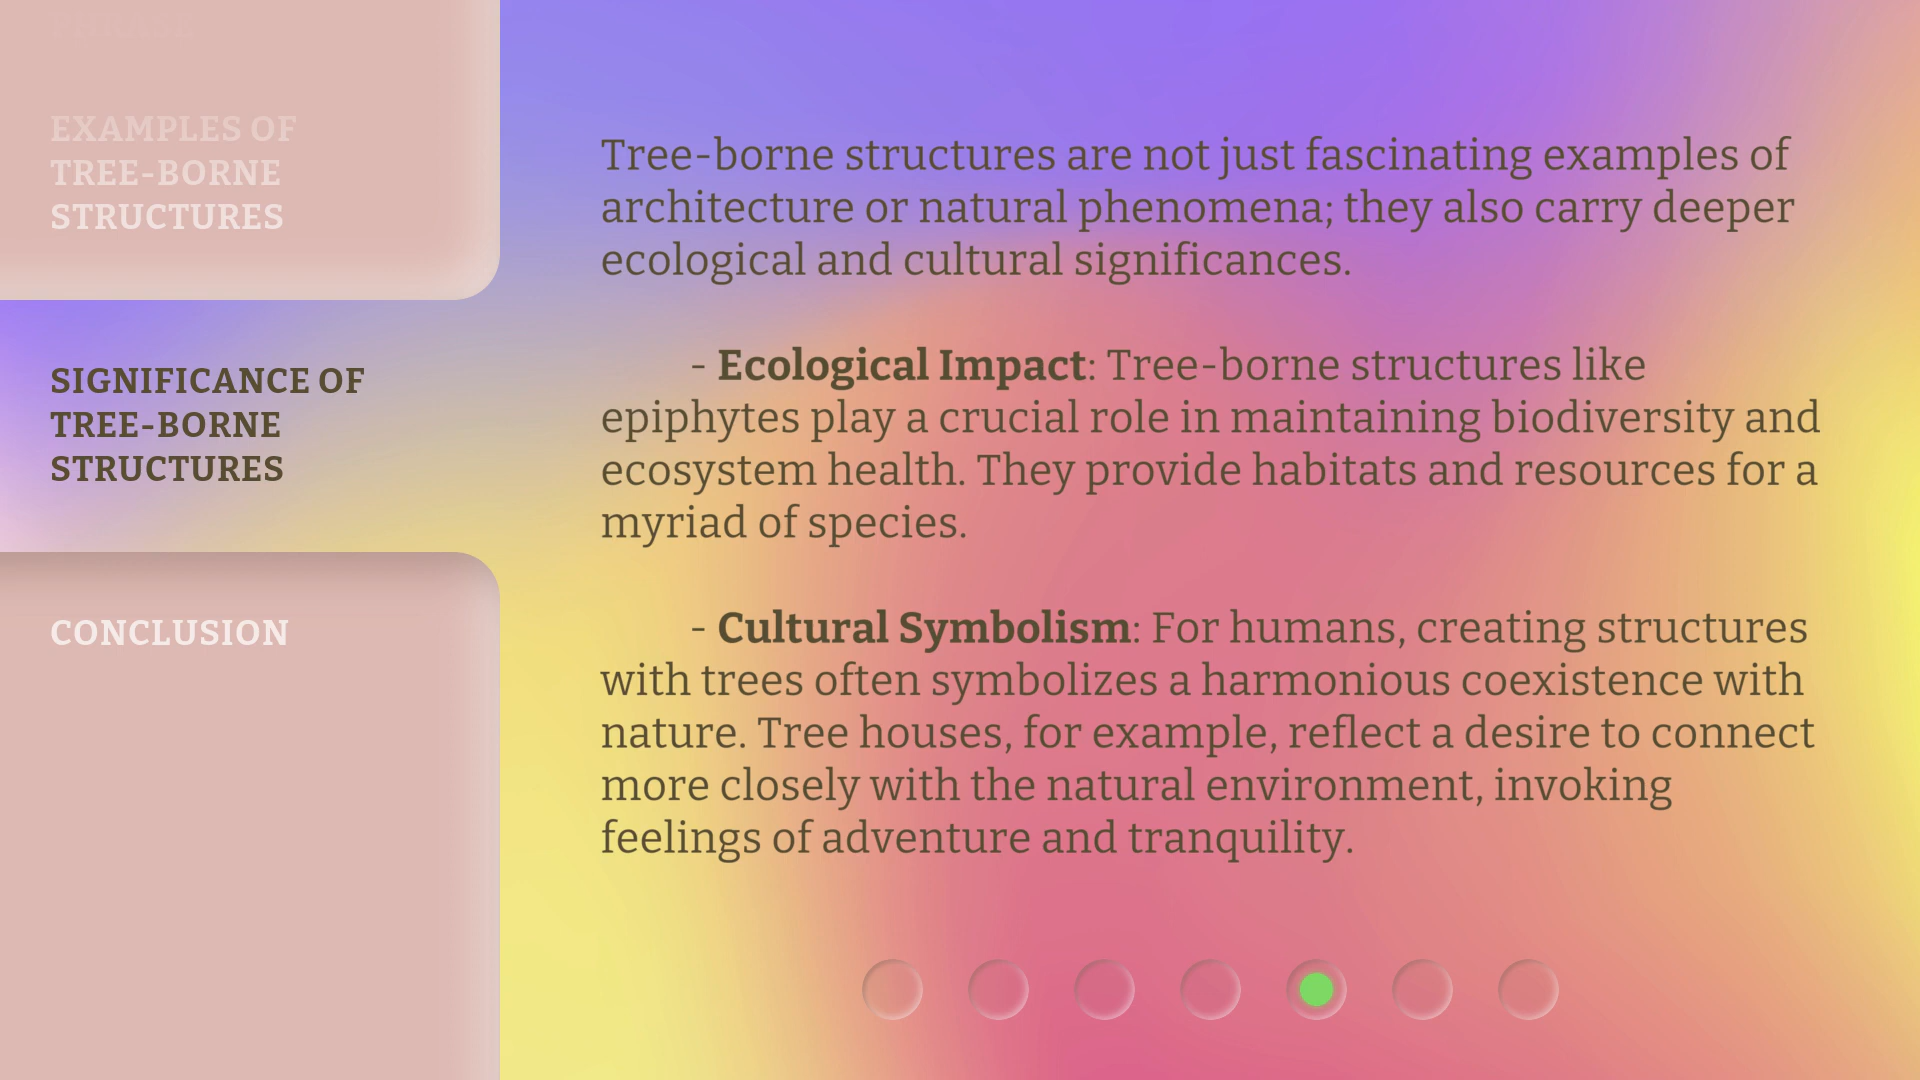 PHRASE
EXAMPLES OF
TREE-BORNE
STRUCTURES
SIGNIFICANCE OF
TREE-BORNE
STRUCTURES
CONCLUSION
Tree-borne structures are not just fascinating examples of
architecture or natural phenomena; they also carry deeper
ecological and cultural significances.
- Ecological Impact: Tree-borne structures like
epiphytes play a crucial role in maintaining biodiversity and
ecosystem health. They provide habitats and resources for a
myriad of species.
- Cultural Symbolism: For humans, creating structures
with trees often symbolizes a harmonious coexistence with
nature. Tree houses, for example, reflect a desire to connect
more closely with the natural environment, invoking
feelings of adventure and tranquility.